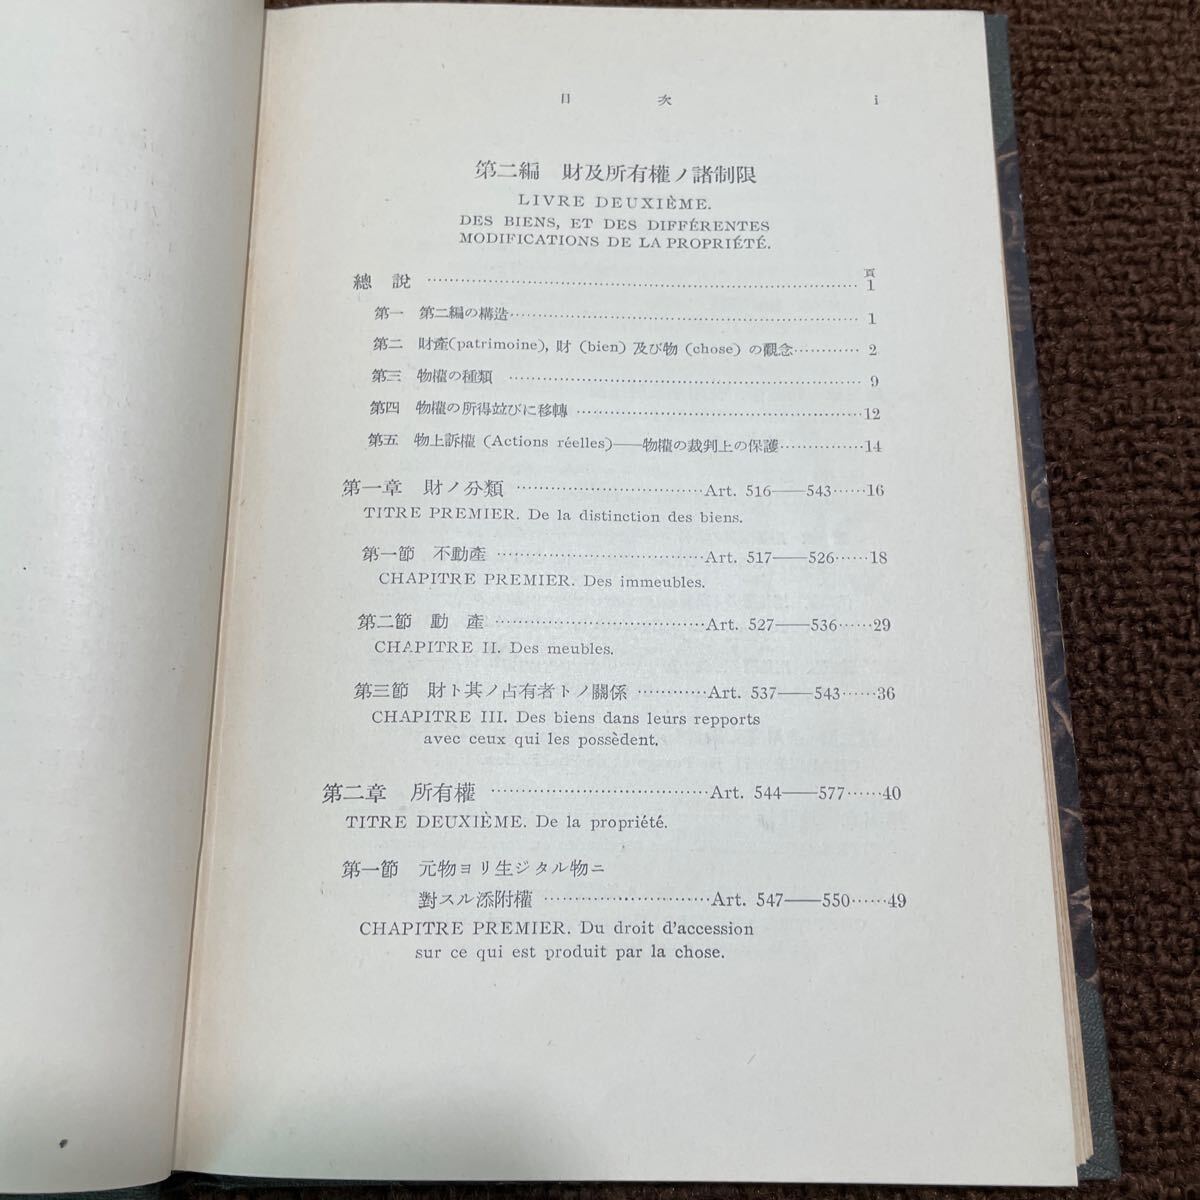 目次 i
第二編 財及所有權ノ諸制限
LIVRE DEUXIÈME.
DES BIENS, ET DES DIFFÉRENTES
MODIFICATIONS DE LA PROPRIÉTÉ.
頁
總說 1
第一 第二編の構造 1
第二 財產(patrimoine), 財 (bien) 及び物 (chose) の觀念 2
第三 物權の種類 9
第四 物權の所得竝びに移轉 12
第五 物上訴權 (Actions réelles)——物權の裁判上の保護 14
第一章 財ノ分類 Art. 516——543 16
TITRE PREMIER. De la distinction des biens.
第一節 不動產 Art. 517——526 18
CHAPITRE PREMIER. Des immeubles.
第二節 動產 Art. 527——536 29
CHAPITRE II. Des meubles.
第三節 財ト其ノ占有者トノ關係 Art. 537——543 36
CHAPITRE III. Des biens dans leurs repports
avec ceux qui les possèdent.
第二章 所有權 Art. 544——577 40
TITRE DEUXIÈME. De la propriété.
第一節 元物ヨリ生ジタル物ニ
對スル添附權 Art. 547——550 49
CHAPITRE PREMIER. Du droit d'accession
sur ce qui est produit par la chose.